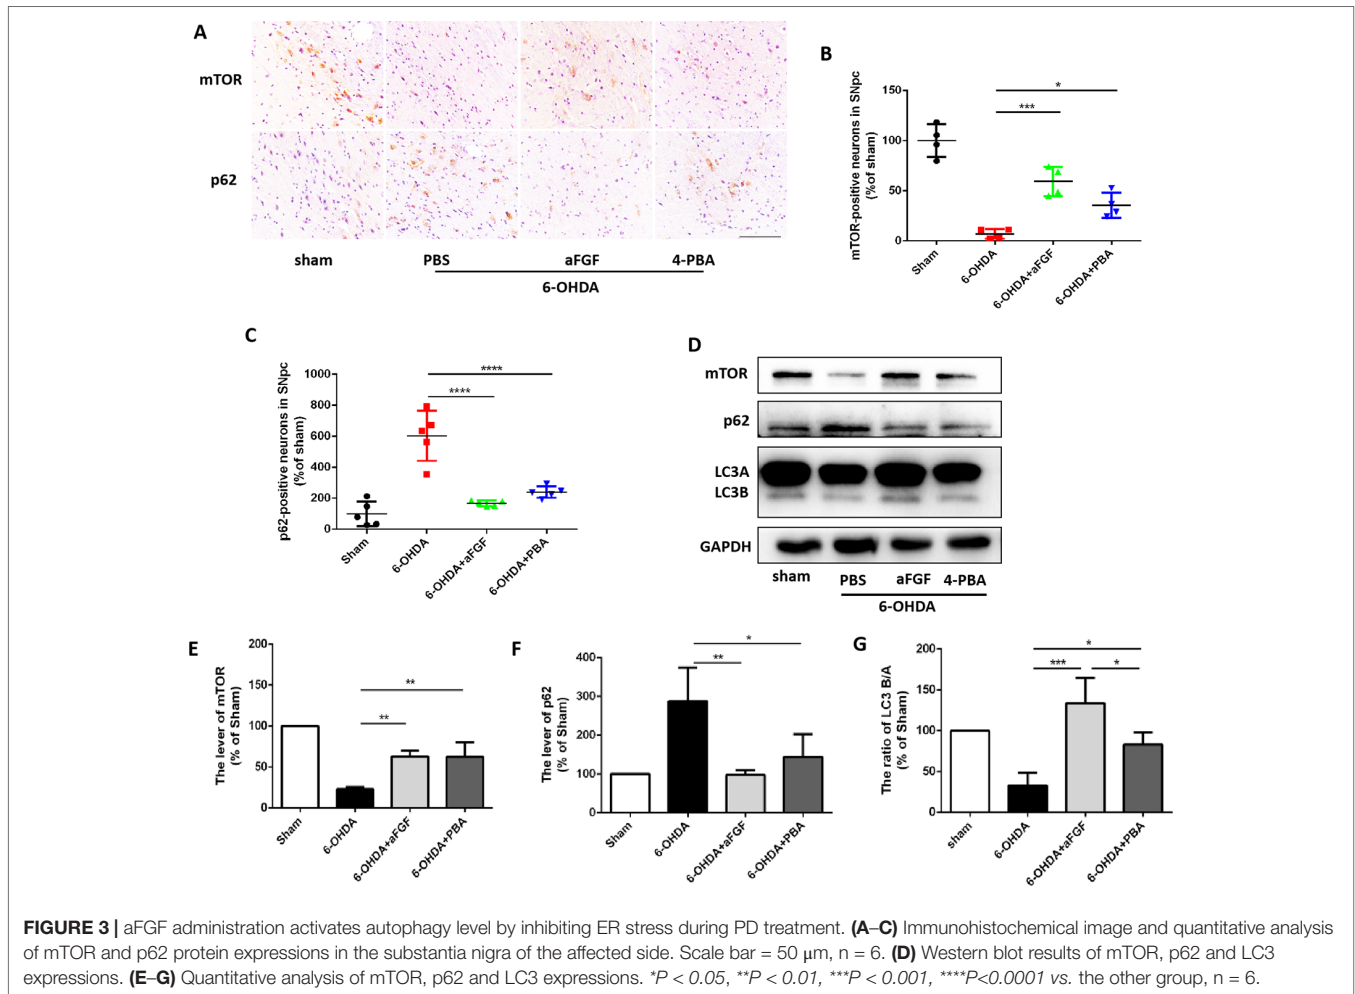 A
mTOR
p62
sham
PBS
aFGF
4-PBA
6-OHDA
B
mTOR-positive neurons in SNpc
(%of sham)
150
100
50
0
*
***
Sham
6-OHDA
6-OHDA+aFGF
6-OHDA+PBA
C
p62-positive neurons in SNpc
(%of sham)
1000
800
600
400
200
0
****
****
Sham
6-OHDA
6-OHDA+aFGF
6-OHDA+PBA
D
mTOR
p62
LC3A
LC3B
GAPDH
sham
PBS
aFGF
4-PBA
6-OHDA
E
The lever of mTOR
(% of Sham)
200
150
100
50
0
**
**
Sham
6-OHDA
6-OHDA+aFGF
6-OHDA+PBA
F
The lever of p62
(% of Sham)
400
300
200
100
0
*
**
Sham
6-OHDA
6-OHDA+aFGF
6-OHDA+PBA
G
The ratio of LC3 B/A
(% of Sham)
200
150
100
50
0
*
***
*
sham
6-OHDA
6-OHDA+aFGF
6-OHDA+PBA
FIGURE 3 | aFGF administration activates autophagy level by inhibiting ER stress during PD treatment. (A–C) Immunohistochemical image and quantitative analysis
of mTOR and p62 protein expressions in the substantia nigra of the affected side. Scale bar = 50 μm, n = 6. (D) Western blot results of mTOR, p62 and LC3
expressions. (E–G) Quantitative analysis of mTOR, p62 and LC3 expressions. *P < 0.05, **P < 0.01, ***P < 0.001, ****P<0.0001 vs. the other group, n = 6.